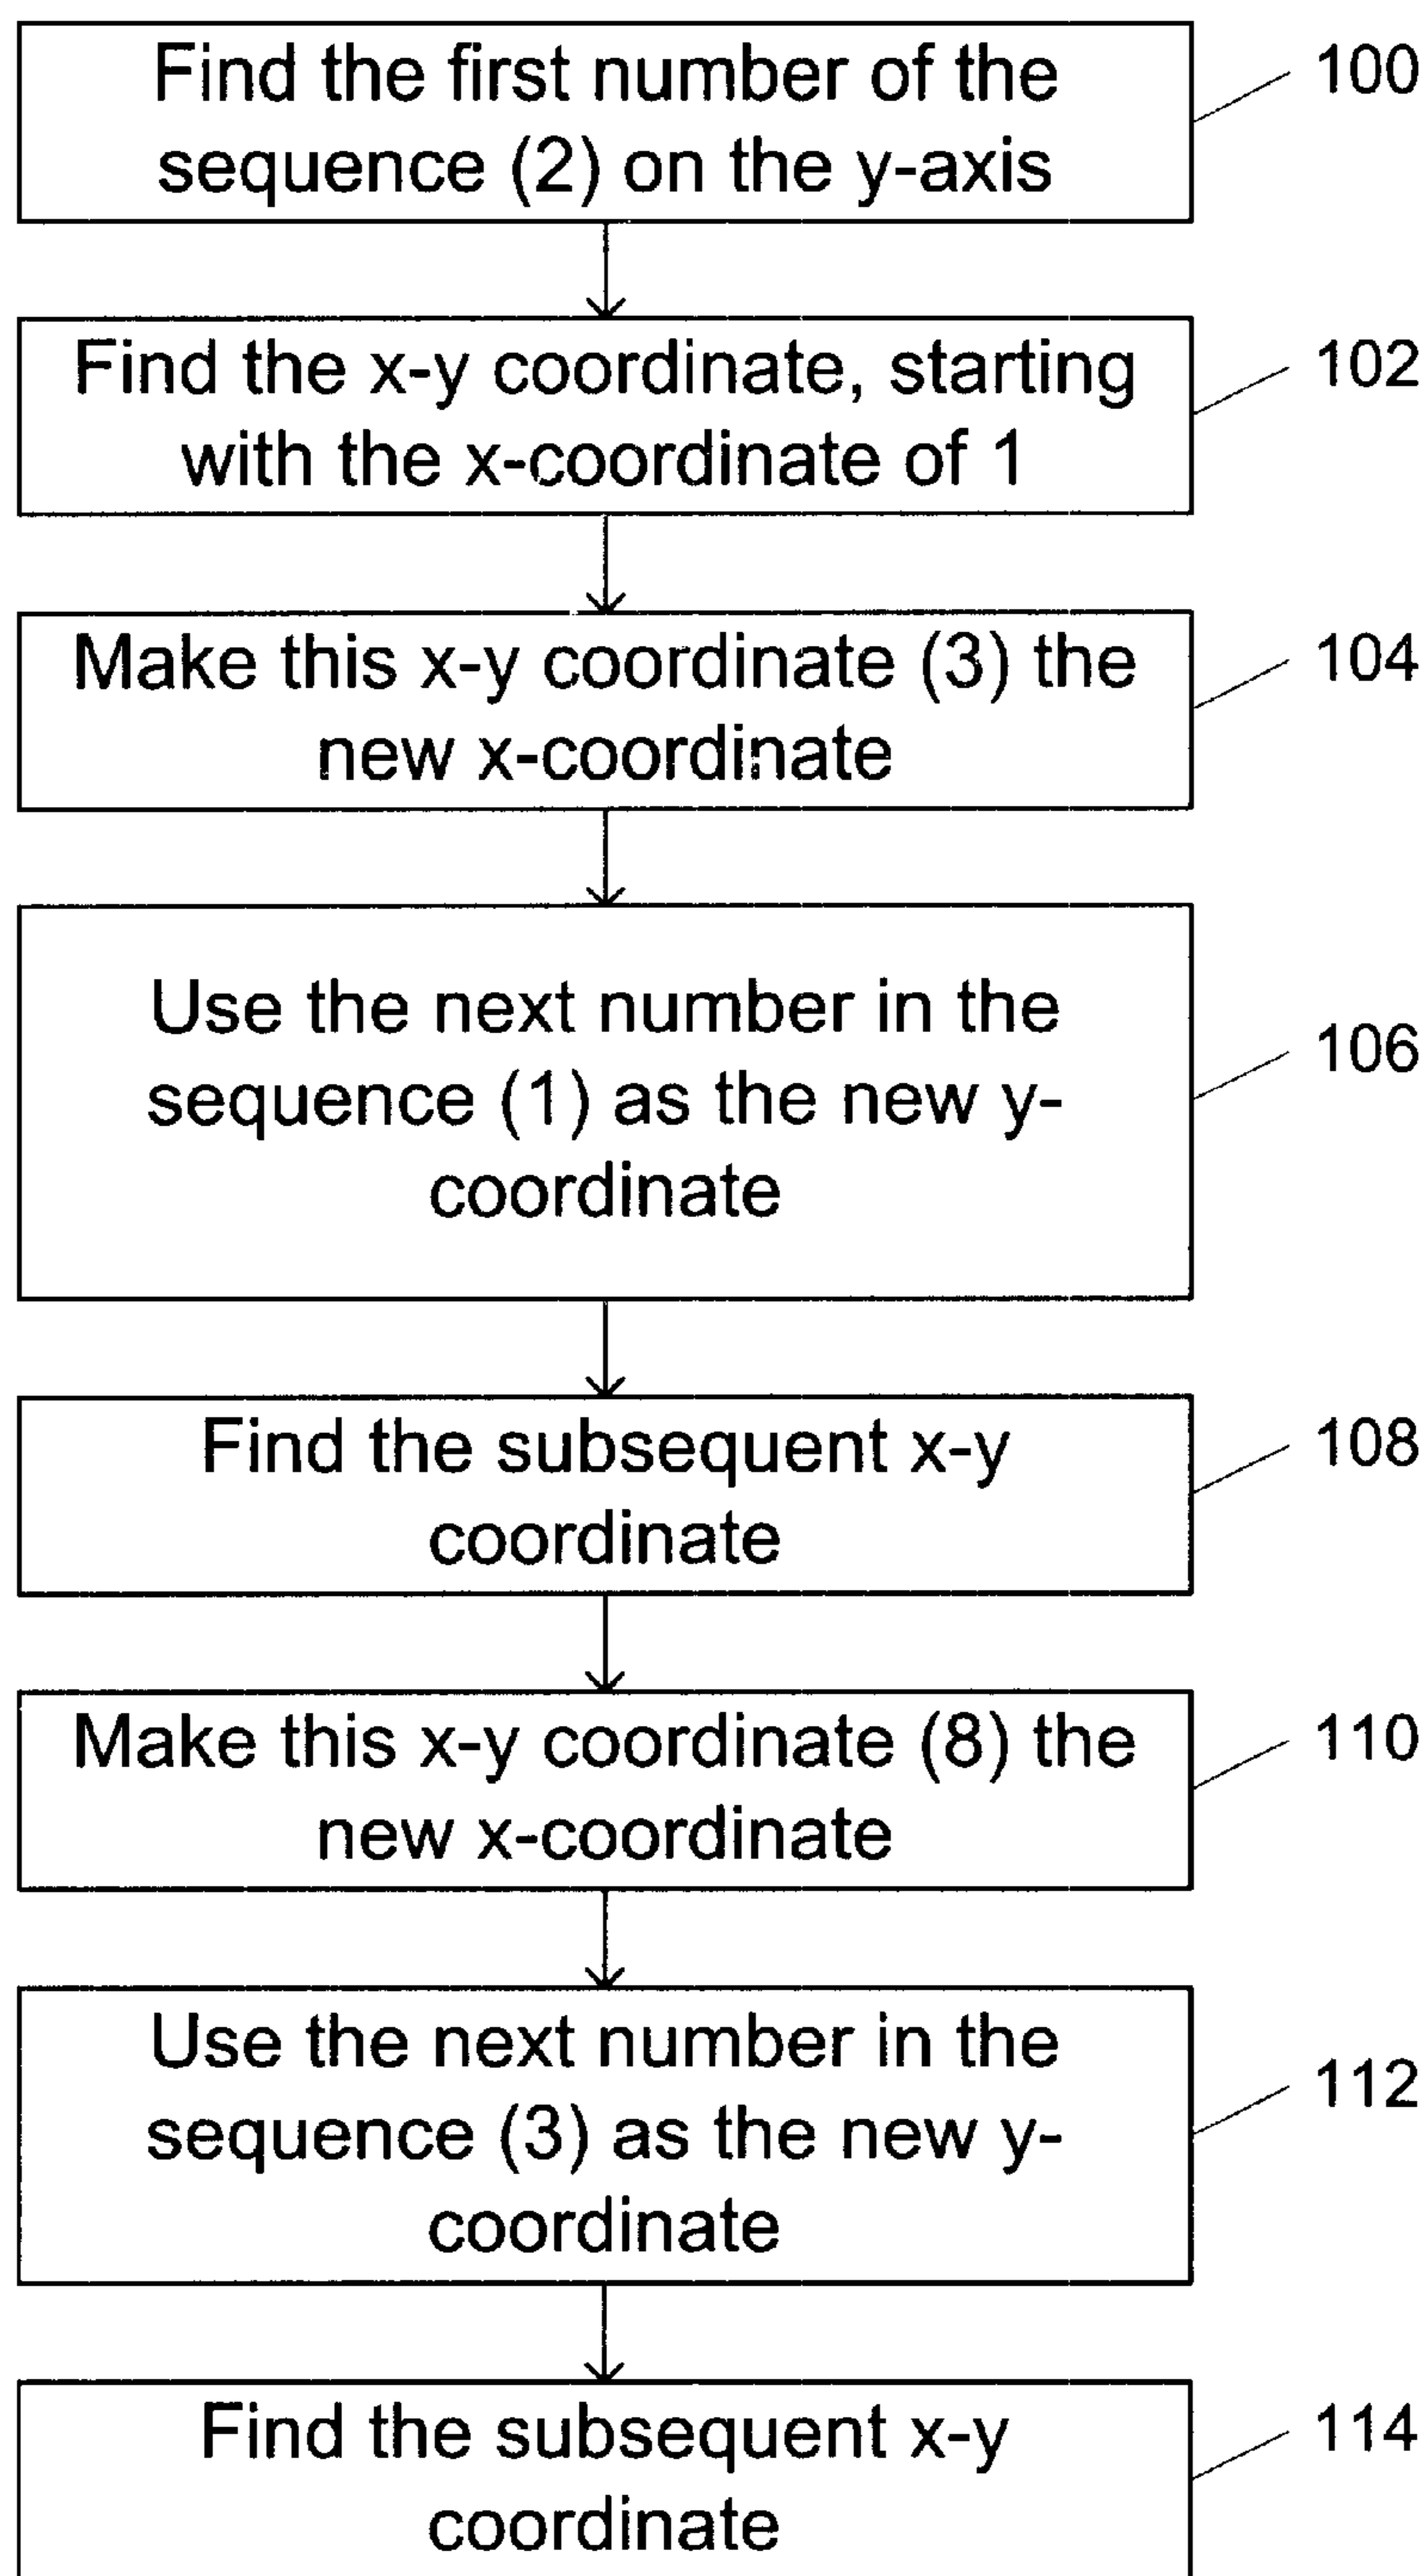 Find the first number of the
sequence (2) on the y-axis
100
Find the x-y coordinate, starting
with the x-coordinate of 1
102
Make this x-y coordinate (3) the
new x-coordinate
104
Use the next number in the
sequence (1) as the new y-
coordinate
106
Find the subsequent x-y
coordinate
108
Make this x-y coordinate (8) the
new x-coordinate
110
Use the next number in the
sequence (3) as the new y-
coordinate
112
Find the subsequent x-y
coordinate
114